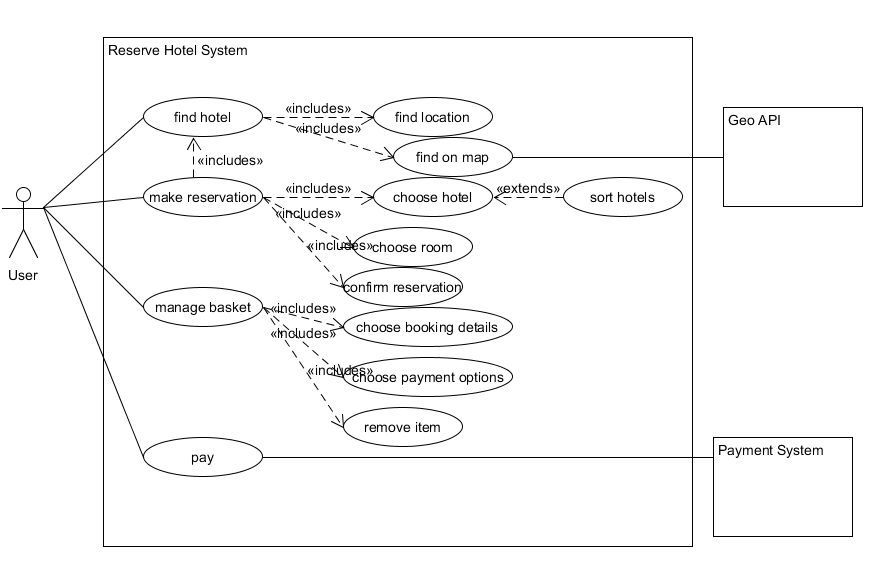 Reserve Hotel System
find hotel
«includes»
find location
«includes»
find on map
Geo API
«includes»
make reservation
«includes»
choose hotel
«extends»
sort hotels
«includes»
choose room
«includes»
confirm reservation
User
manage basket
«includes»
choose booking details
«includes»
choose payment options
«includes»
remove item
pay
Payment System